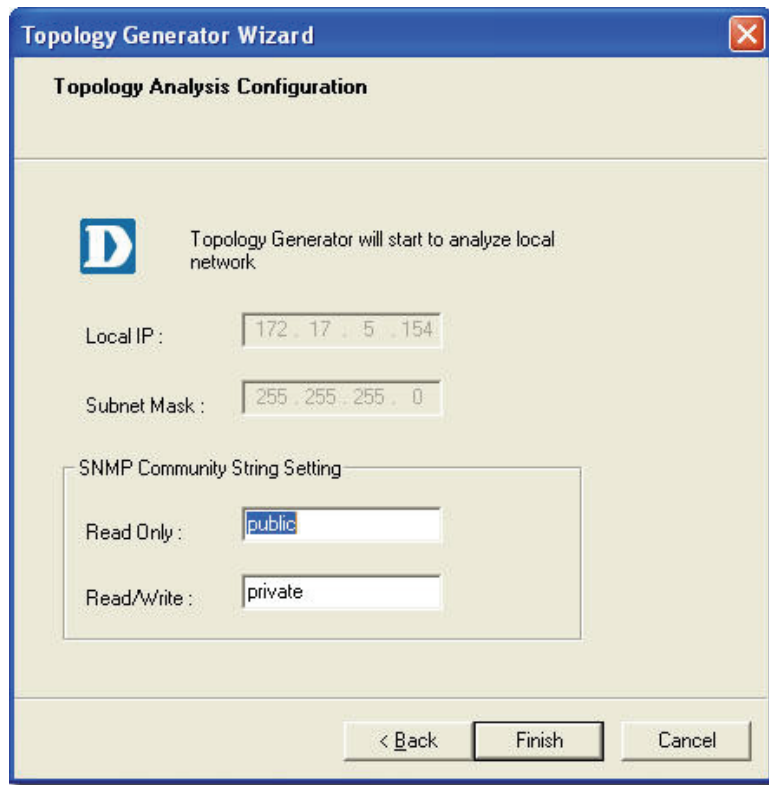 Topology Generator Wizard
Topology Analysis Configuration
D
Topology Generator will start to analyze local
network
Local IP :
172 . 17 . 5 . 154
Subnet Mask :
255 . 255 . 255 . 0
SNMP Community String Setting
Read Only :
public
Read/Write :
private
< Back
Finish
Cancel